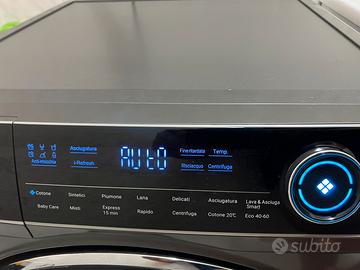 Asciugatura
Fine ritardata
Temp.
Anti-macchia
i-Refresh
AUtO
Risciacquo
Centrifuga
Cotone
Sintetici
Piumone
Lana
Delicati
Asciugatura
Lava & Asciuga
Smart
Baby Care
Misti
Express
15 min
Rapido
Centrifuga
Cotone 20°C
Eco 40-60
subito